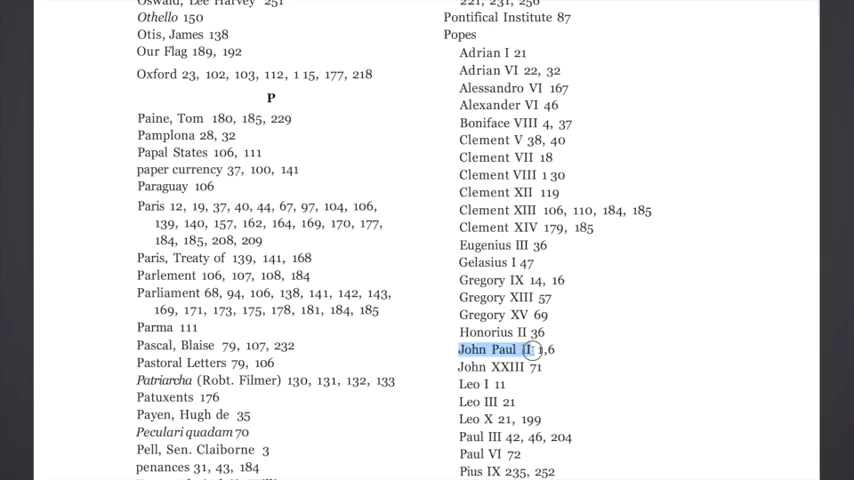 Oswald, Lee Harvey 251
Othello 150
Otis, James 138
Our Flag 189, 192
Oxford 23, 102, 103, 112, 1 15, 177, 218
P
Paine, Tom 180, 185, 229
Pamplona 28, 32
Papal States 106, 111
paper currency 37, 100, 141
Paraguay 106
Paris 12, 19, 37, 40, 44, 67, 97, 104, 106,
139, 140, 157, 162, 164, 169, 170, 177,
184, 185, 208, 209
Paris, Treaty of 139, 141, 168
Parlement 106, 107, 108, 184
Parliament 68, 94, 106, 138, 141, 142, 143,
169, 171, 173, 175, 178, 181, 184, 185
Parma 111
Pascal, Blaise 79, 107, 232
Pastoral Letters 79, 106
Patriarcha (Robt. Filmer) 130, 131, 132, 133
Patuxents 176
Payen, Hugh de 35
Peculari quadam 70
Pell, Sen. Claiborne 3
penances 31, 43, 184
221, 231, 256
Pontifical Institute 87
Popes
Adrian I 21
Adrian VI 22, 32
Alessandro VI 167
Alexander VI 46
Boniface VIII 4, 37
Clement V 38, 40
Clement VII 18
Clement VIII 1 30
Clement XII 119
Clement XIII 106, 110, 184, 185
Clement XIV 179, 185
Eugenius III 36
Gelasius I 47
Gregory IX 14, 16
Gregory XIII 57
Gregory XV 69
Honorius II 36
John Paul II 1,6
John XXIII 71
Leo I 11
Leo III 21
Leo X 21, 199
Paul III 42, 46, 204
Paul VI 72
Pius IX 235, 252